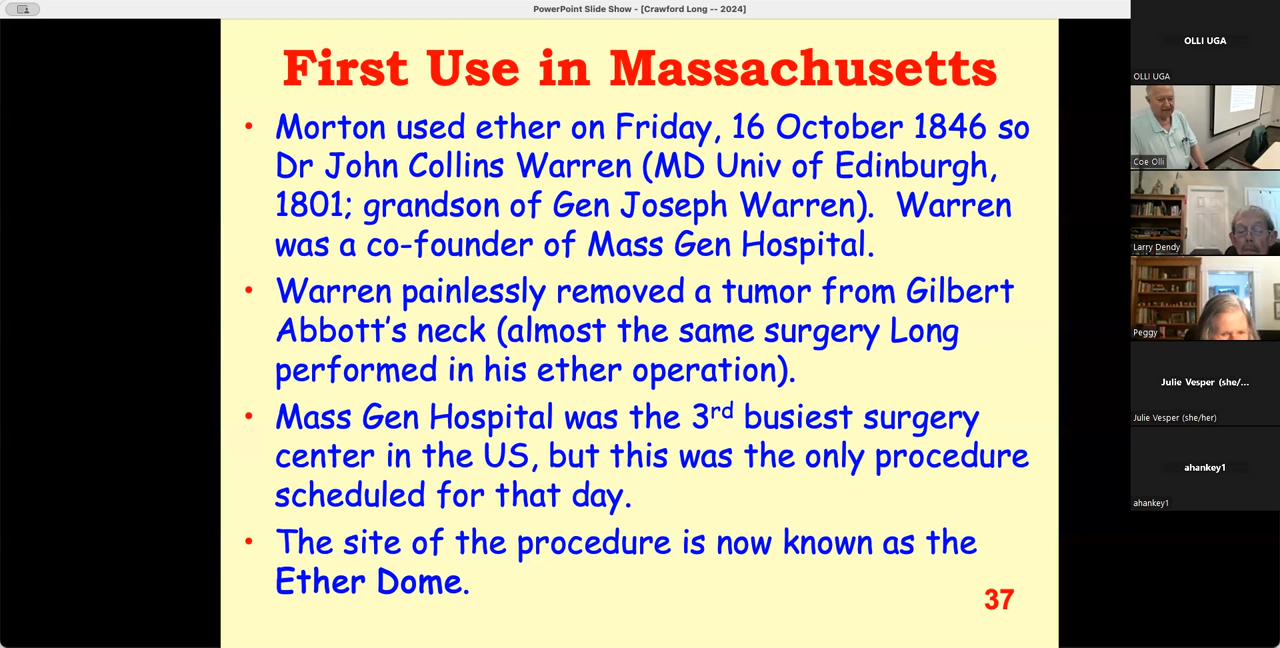 PowerPoint Slide Show - [Crawford Long -- 2024]
First Use in Massachusetts
• Morton used ether on Friday, 16 October 1846 so
Dr John Collins Warren (MD Univ of Edinburgh,
1801; grandson of Gen Joseph Warren).  Warren
was a co-founder of Mass Gen Hospital.
• Warren painlessly removed a tumor from Gilbert
Abbott's neck (almost the same surgery Long
performed in his ether operation).
• Mass Gen Hospital was the 3rd busiest surgery
center in the US, but this was the only procedure
scheduled for that day.
• The site of the procedure is now known as the
Ether Dome.
37
OLLI UGA
OLLI UGA
Coe Olli
Larry Dendy
Peggy
Julie Vesper (she/...
Julie Vesper (she/her)
ahankey1
ahankey1